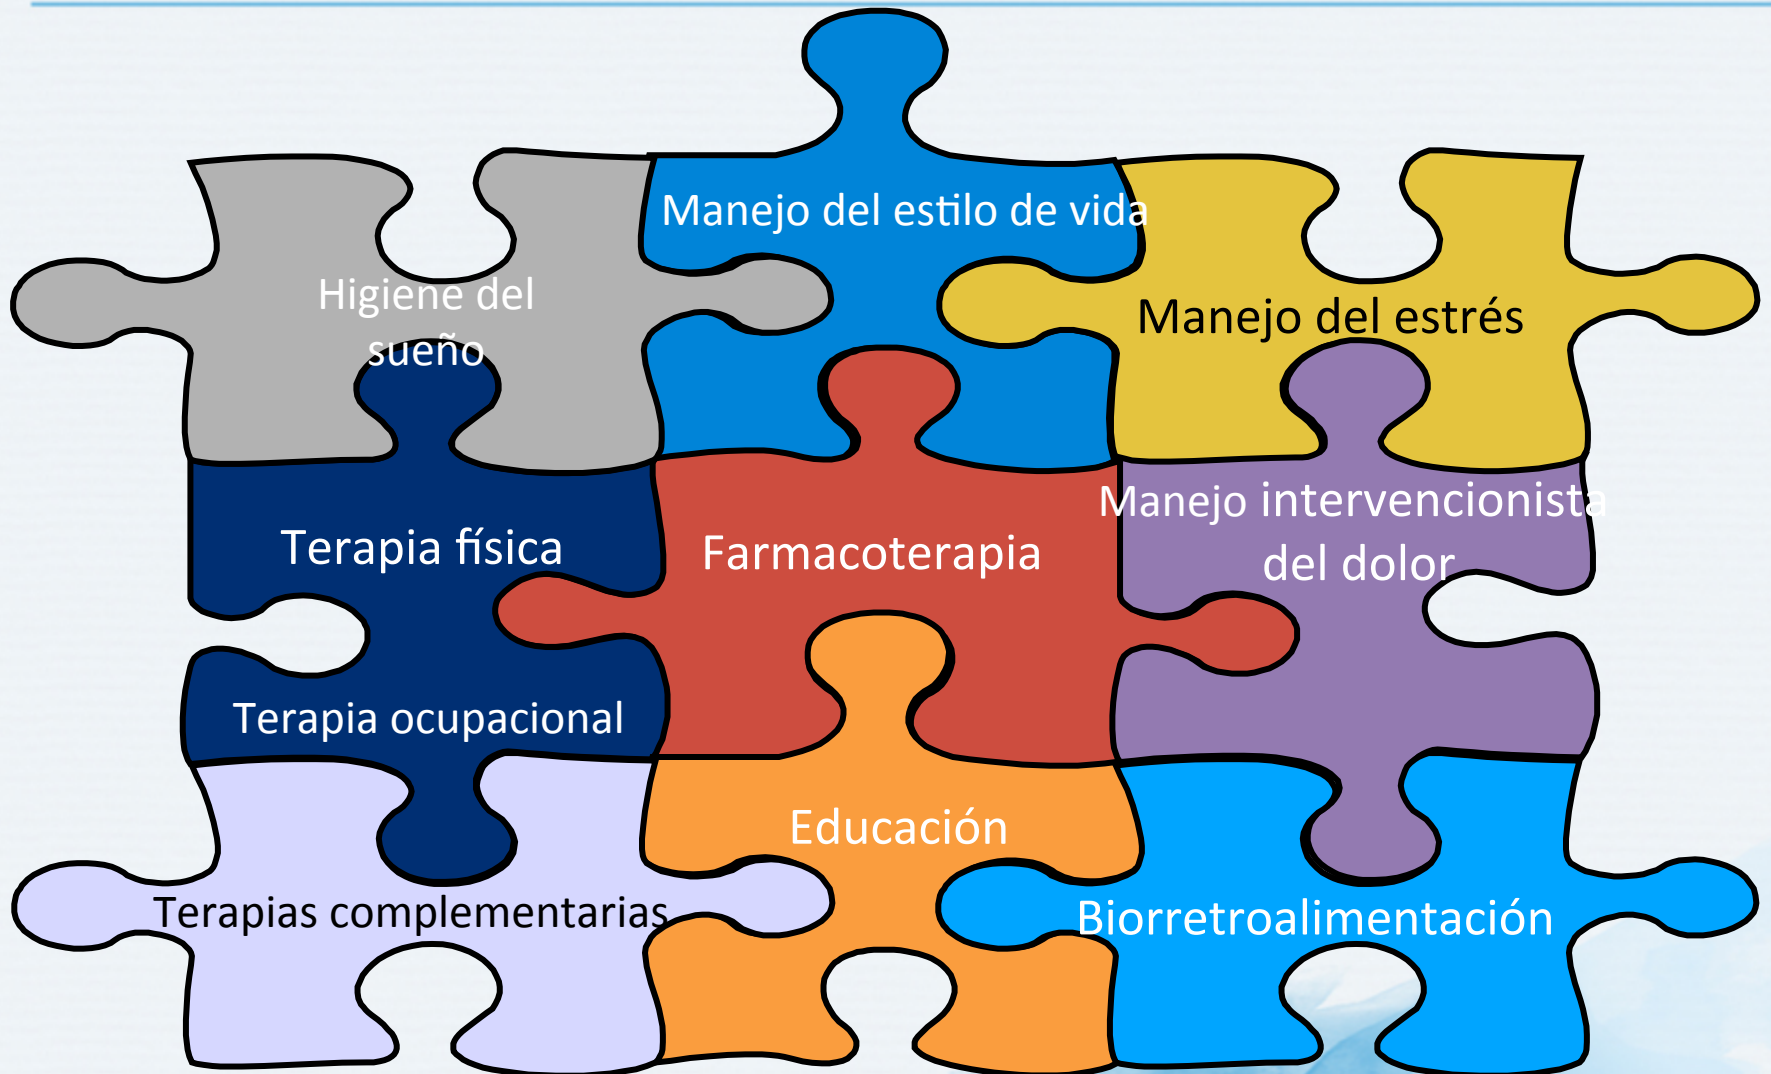 Manejo del estilo de vida
Higiene del
sueño
Manejo del estrés
Terapia física
Farmacoterapia
Manejo intervencionista
del dolor
Terapia ocupacional
Educación
Terapias complementarias
Biorretroalimentación